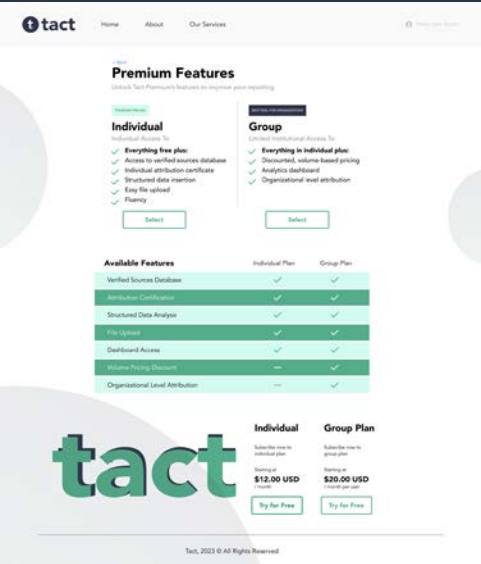 tact
Home About Our Services
Premium Features
Unlock Tact Premium's features to improve your reporting
Individual
Individual Access To
Everything free plus:
Access to verified sources database
Individual attribution certificate
Structured data insertion
Easy file upload
Fluency
Select
Group
Limited Institutional Access To
Everything in individual plus:
Discounted, volume-based pricing
Analytics dashboard
Organizational level attribution
Select
Available Features Individual Plan Group Plan
Verified Sources Database
Attribution Certification
Structured Data Analysis
File Upload
Dashboard Access
Volume Pricing Discount
Organizational Level Attribution
tact
Individual
Subscribe now to
individual plan
Starting at
$12.00 USD
/ month
Try for Free
Group Plan
Subscribe now to
group plan
Starting at
$20.00 USD
/ month per user
Try for Free
Tact, 2023 © All Rights Reserved